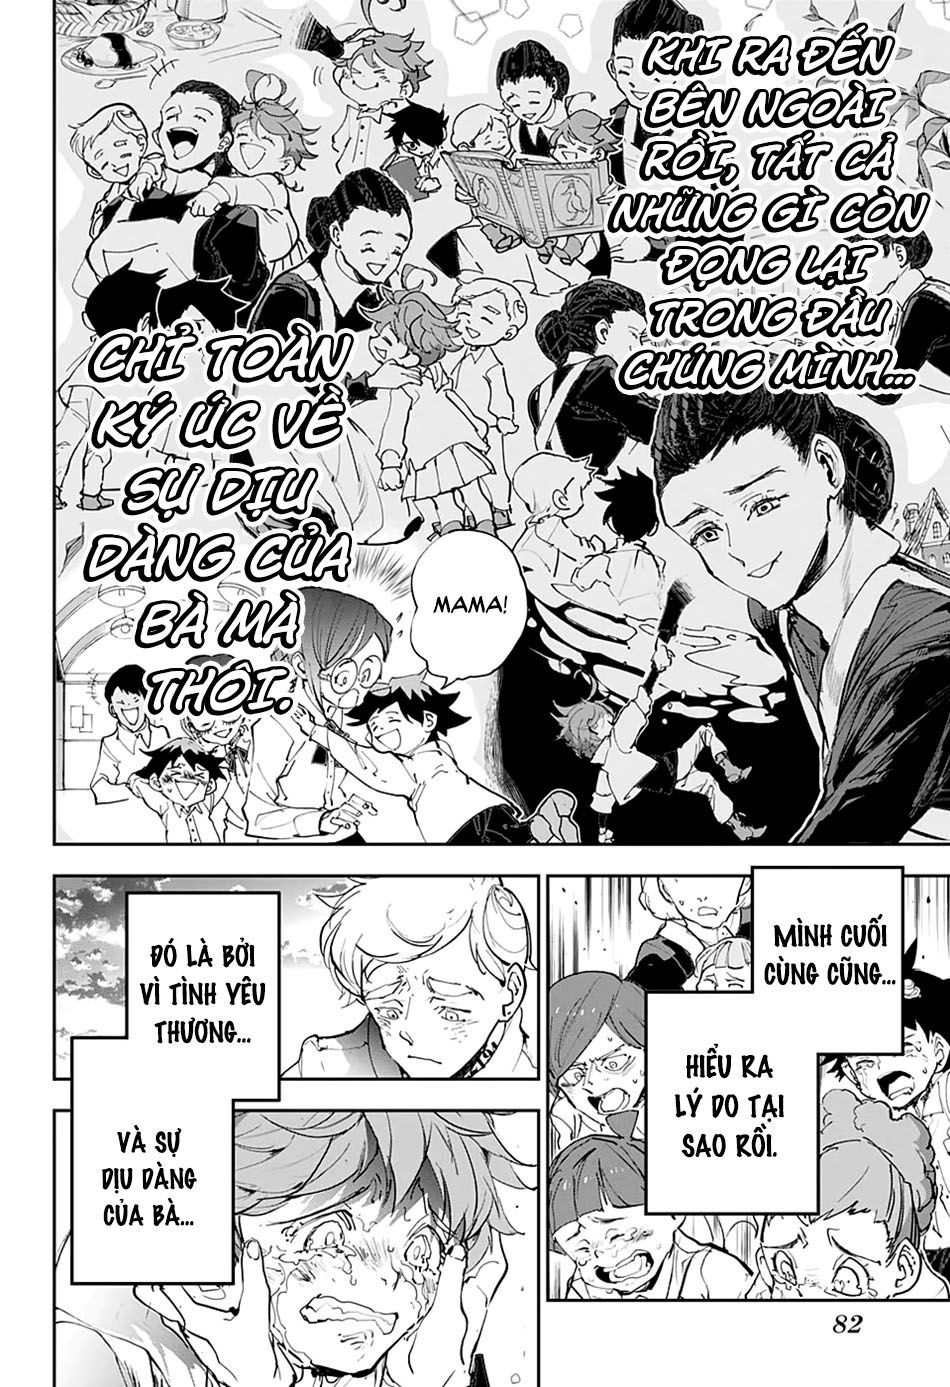 KHI RA ĐẾN
BÊN NGOÀI
RỒI, TẤT CẢ
NHỮNG GÌ CÒN
ĐỌNG LẠI
TRONG ĐẦU
CHÚNG MÌNH...
CHỈ TOÀN
KÝ ỨC VỀ
SỰ DỊU
DÀNG CỦA
BÀ MÀ
THÔI.
MAMA!
MÌNH CUỐI
CÙNG CŨNG...
HIỂU RA
LÝ DO TẠI
SAO RỒI.
ĐÓ LÀ BỞI
VÌ TÌNH YÊU
THƯƠNG...
VÀ SỰ
DỊU DÀNG
CỦA BÀ...
82